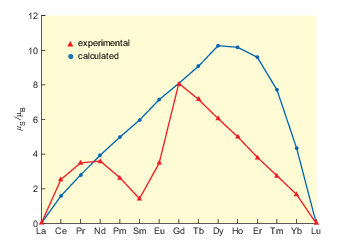 12
experimental
calculated
10
8
6
4
2
0
μS/μB
La Ce Pr Nd Pm Sm Eu Gd Tb Dy Ho Er Tm Yb Lu